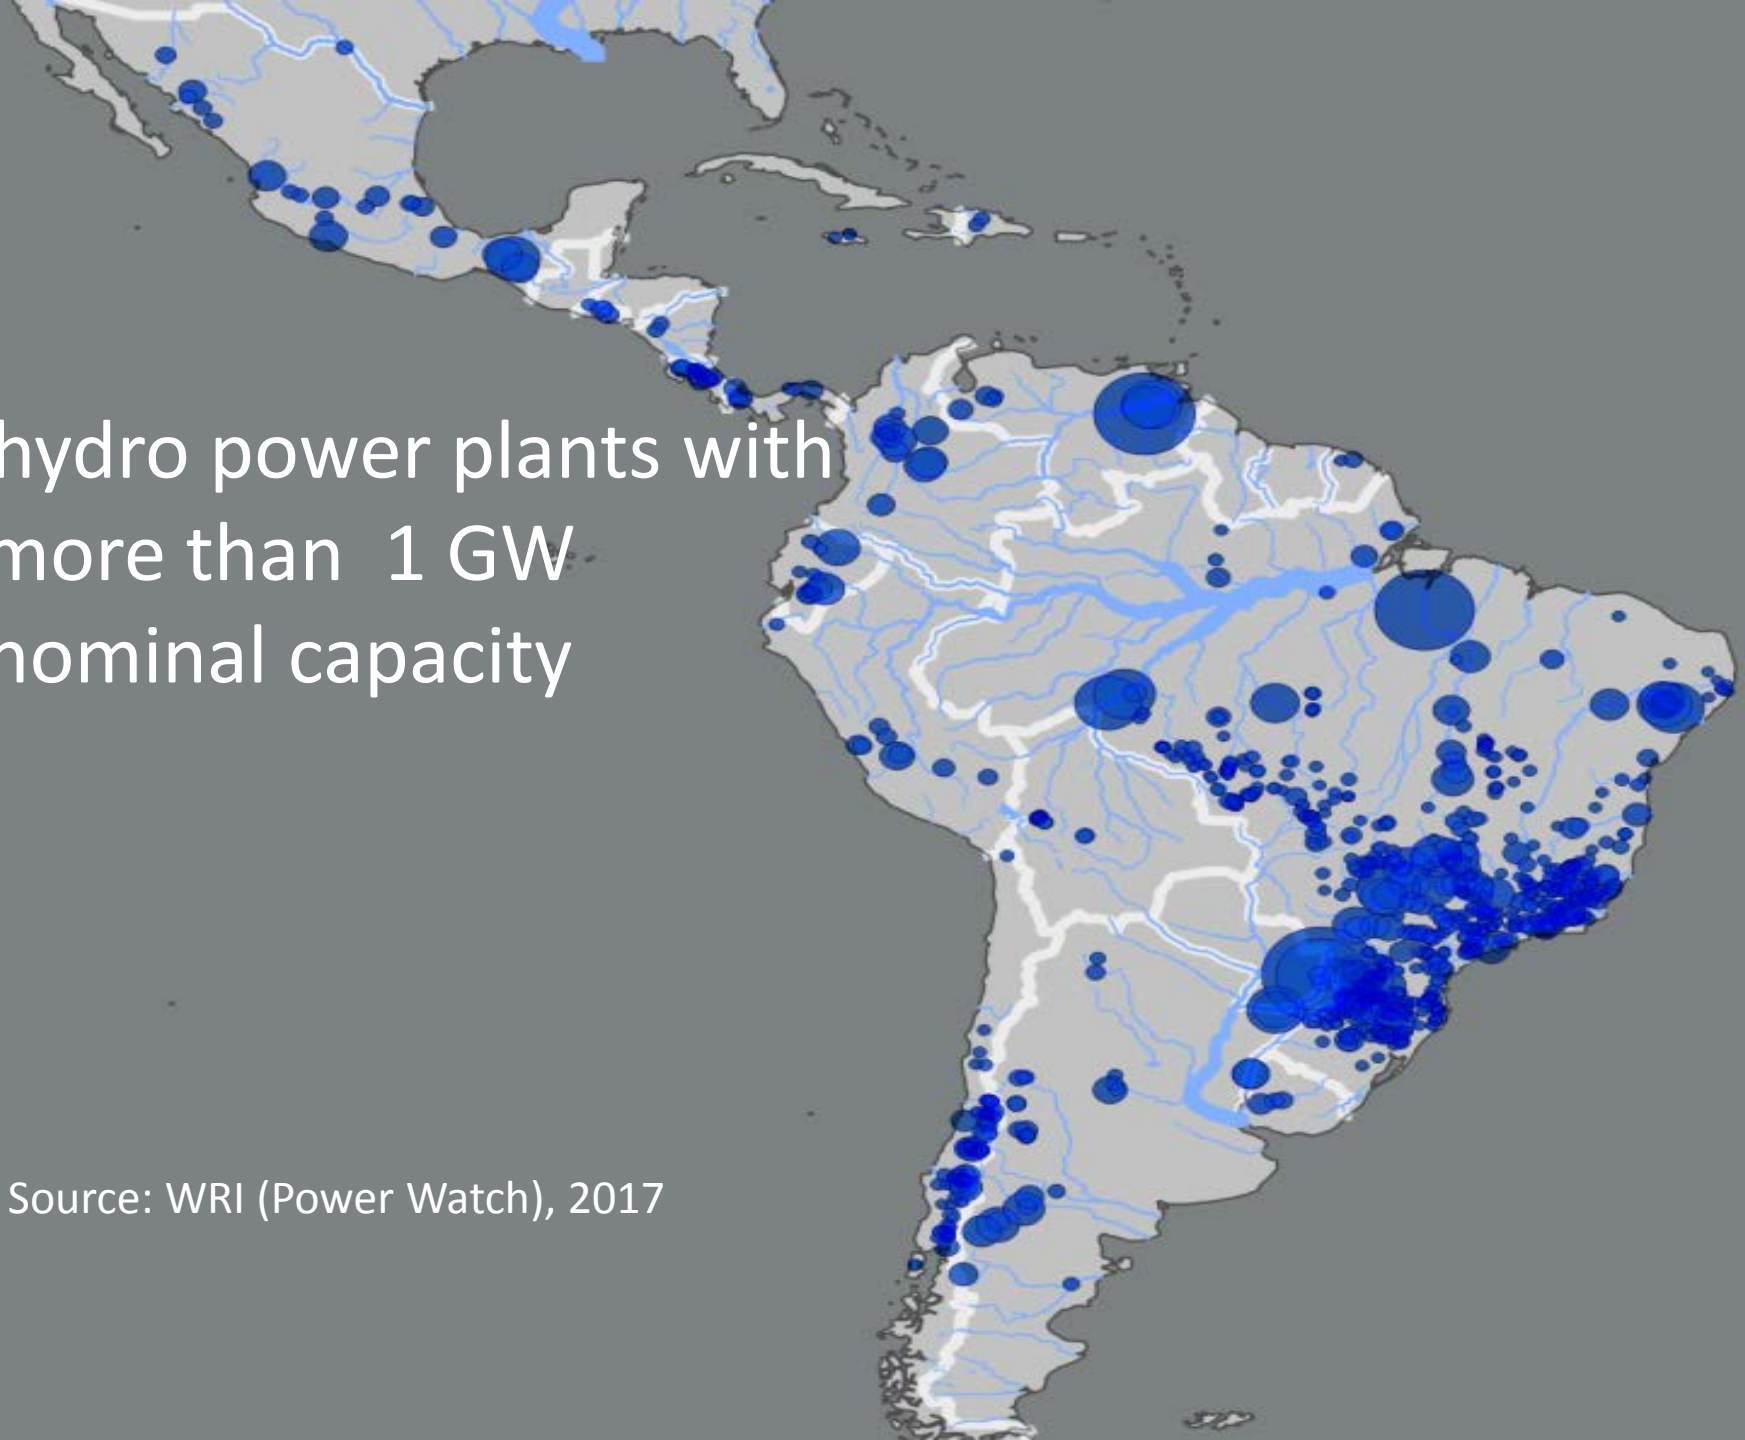 hydro power plants with
more than 1 GW
nominal capacity
Source: WRI (Power Watch), 2017